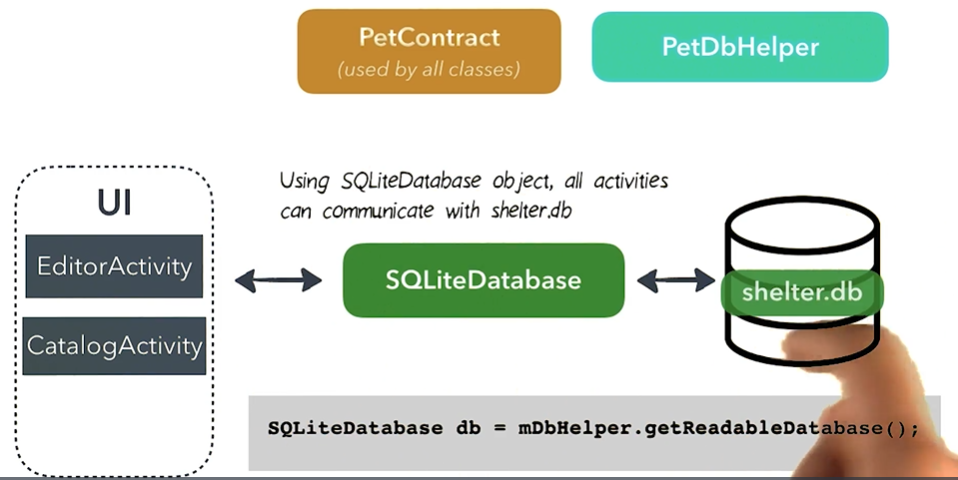 PetContract
(used by all classes)
PetDbHelper
UI
EditorActivity
CatalogActivity
Using SQLiteDatabase object, all activities
can communicate with shelter.db
SQLiteDatabase
shelter.db
SQLiteDatabase db = mDbHelper.getReadableDatabase();